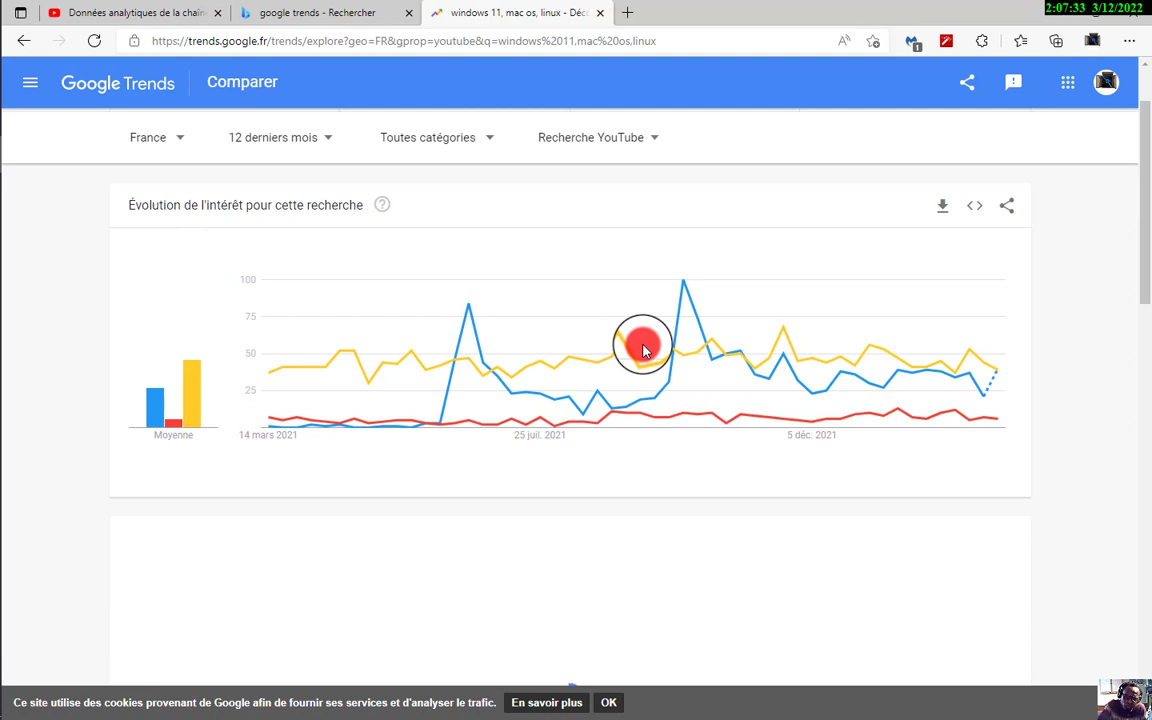 2:07:33 3/12/2022
Données analytiques de la chaîn
google trends - Rechercher
windows 11, mac os, linux - Déco
https://trends.google.fr/trends/explore?geo=FR&gprop=youtube&q=windows%2011,mac%20os,linux
1
Google Trends
Comparer
France
12 derniers mois
Toutes catégories
Recherche YouTube
Évolution de l'intérêt pour cette recherche
?
100
75
50
25
Moyenne
14 mars 2021
25 juil. 2021
5 déc. 2021
Ce site utilise des cookies provenant de Google afin de fournir ses services et d'analyser le trafic.
En savoir plus
OK